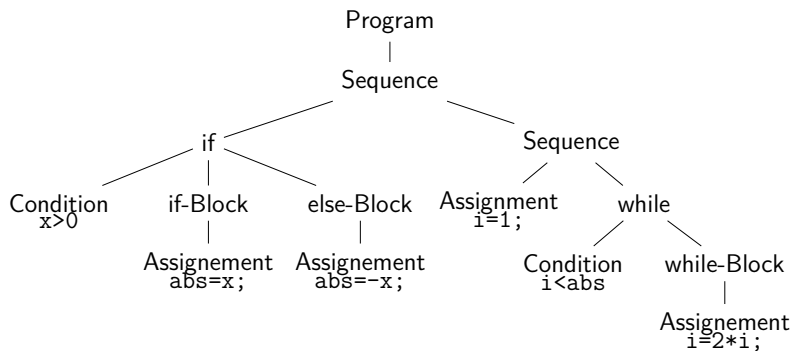 Program
Sequence
if
Sequence
Condition
x>0
if-Block
else-Block
Assignment
i=1;
while
Assignement
abs=x;
Assignement
abs=-x;
Condition
i<abs
while-Block
Assignement
i=2*i;